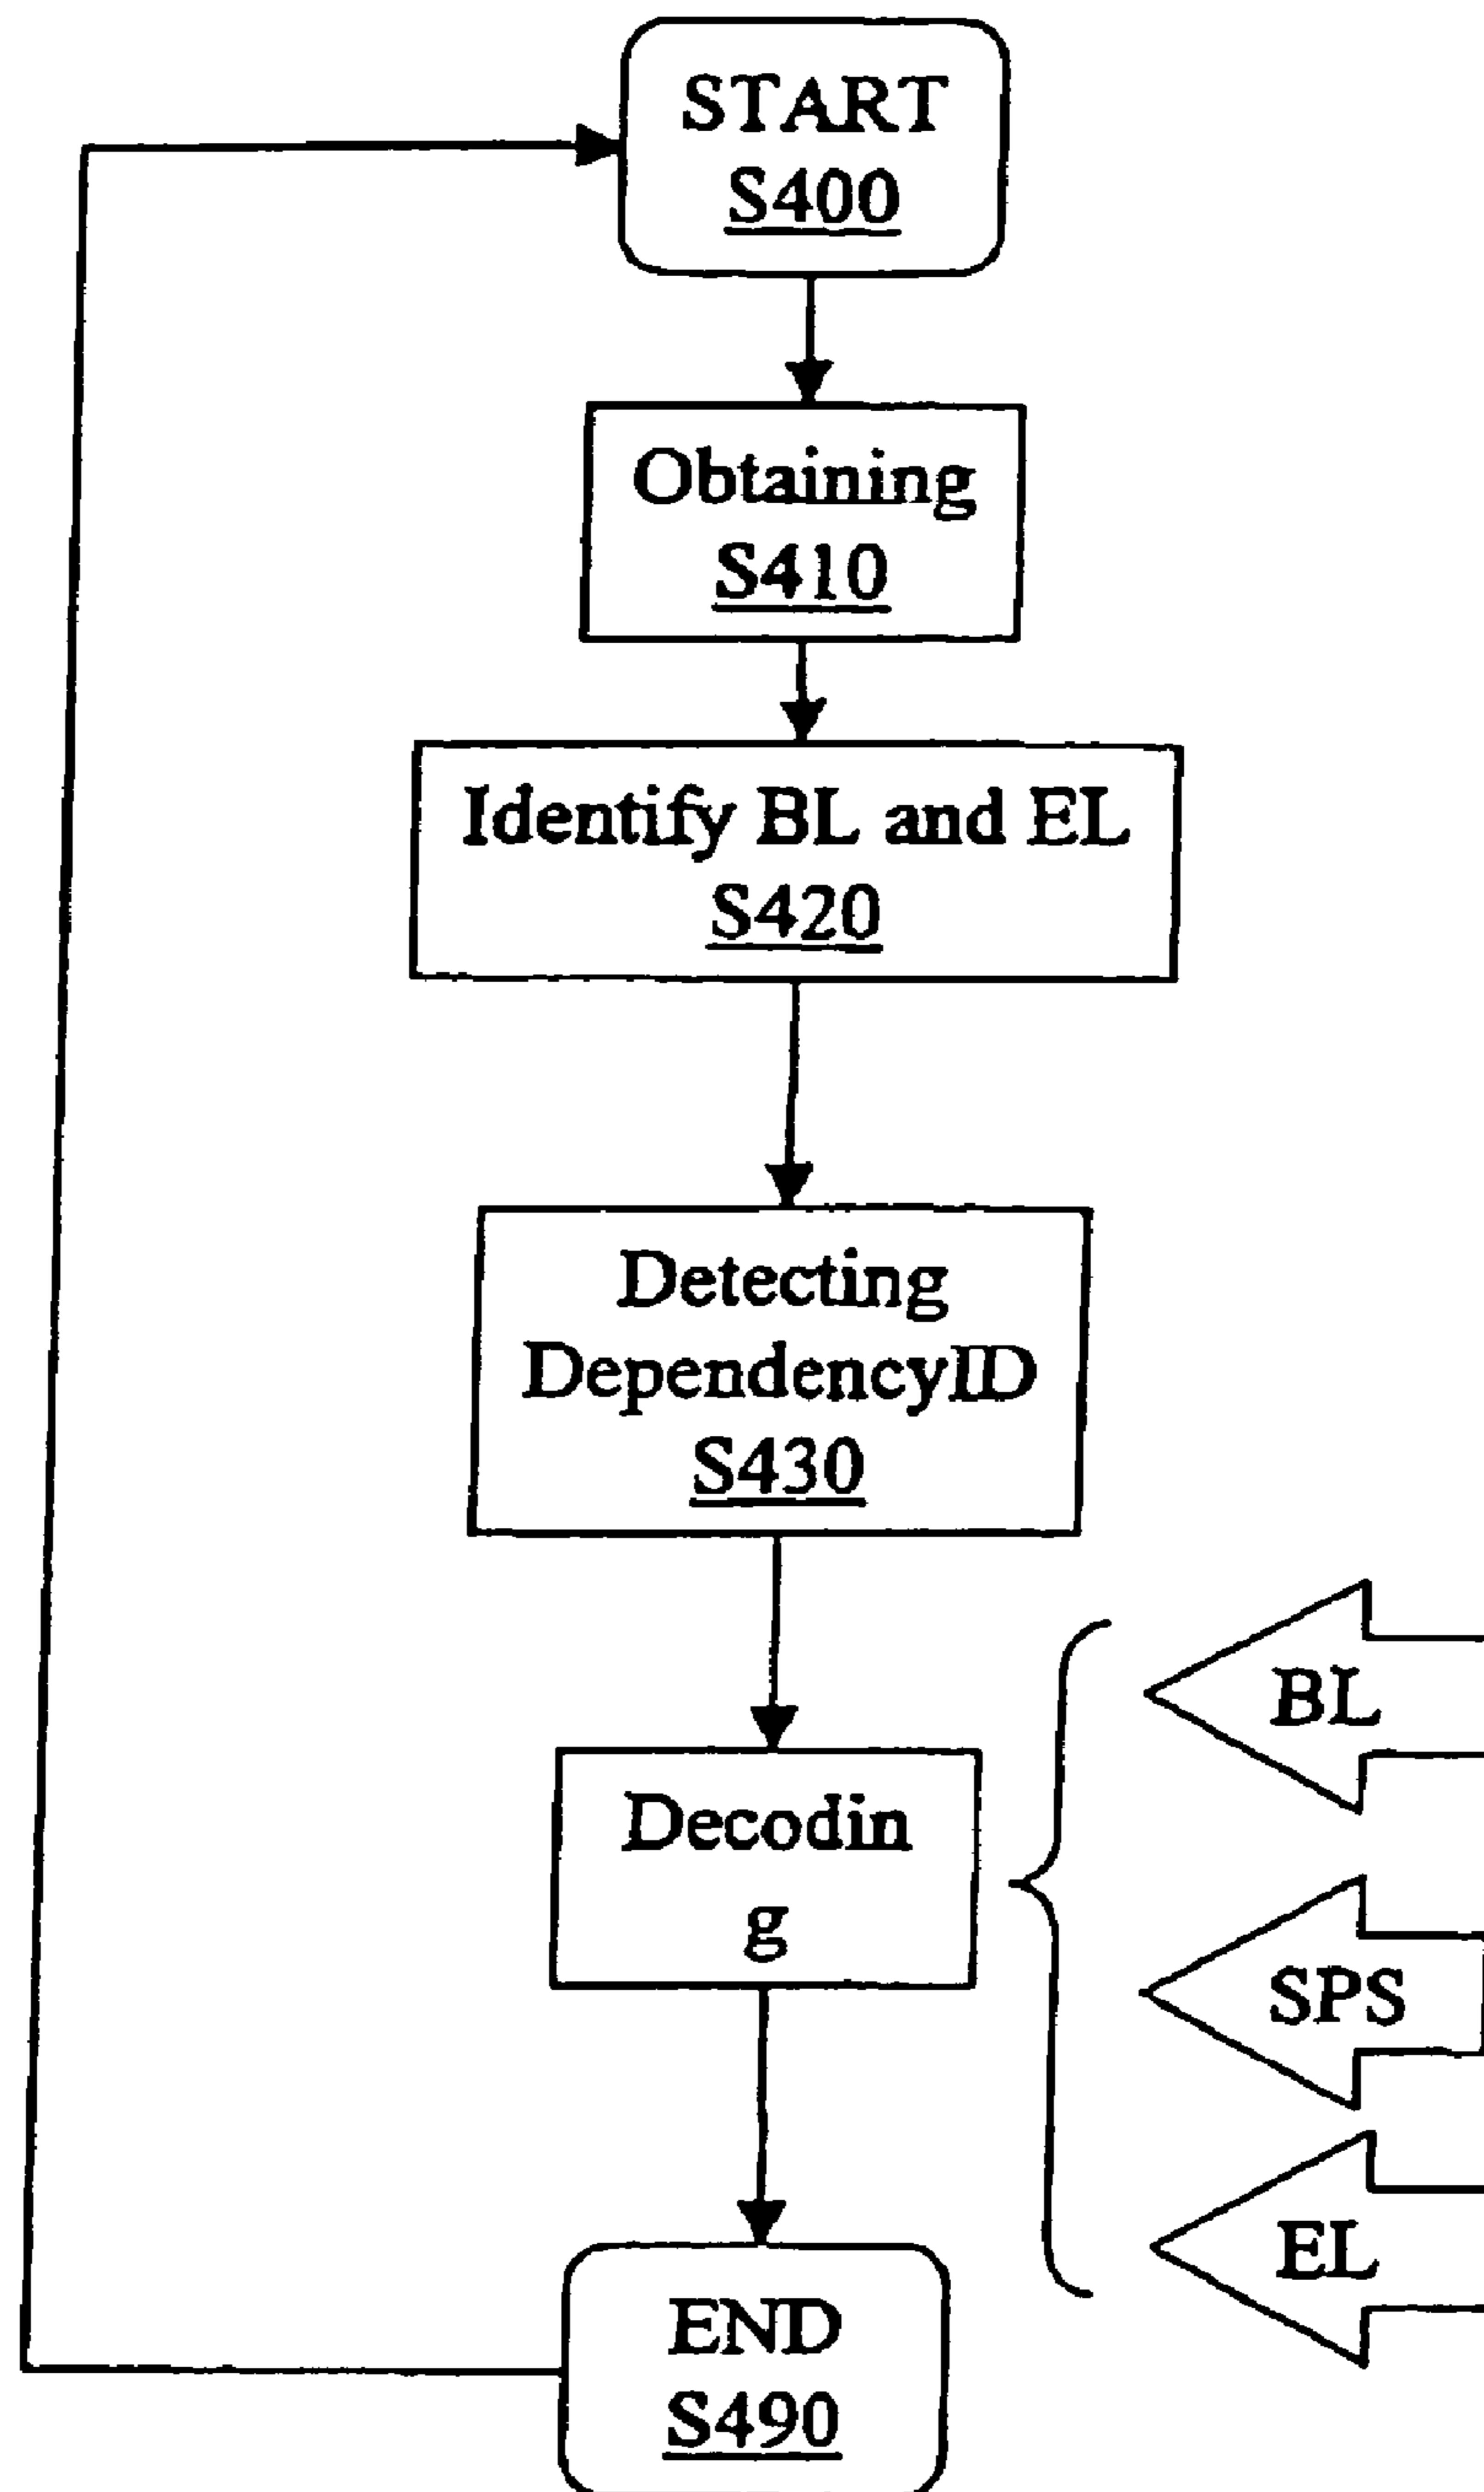 START
S400
Obtaining
S410
Identify BL and EL
S420
Detecting
DependencyID
S430
Decodin
g
BL
SPS
EL
END
S490